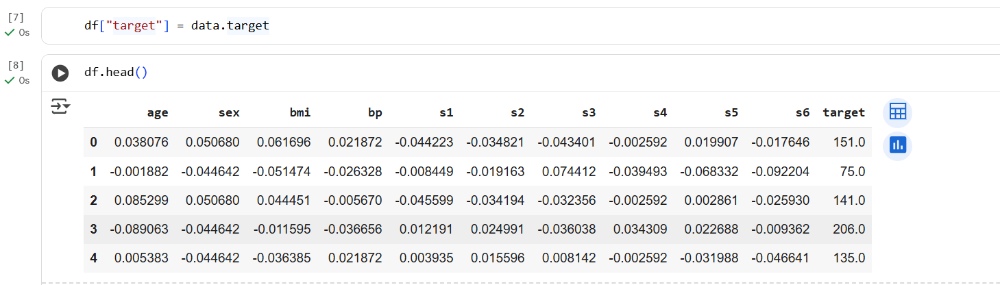 [7]
0s
df["target"] = data.target
[8]
0s
df.head()
age sex bmi bp s1 s2 s3 s4 s5 s6 target
0 0.038076 0.050680 0.061696 0.021872 -0.044223 -0.034821 -0.043401 -0.002592 0.019907 -0.017646 151.0
1 -0.001882 -0.044642 -0.051474 -0.026328 -0.008449 -0.019163 0.074412 -0.039493 -0.068332 -0.092204 75.0
2 0.085299 0.050680 0.044451 -0.005670 -0.045599 -0.034194 -0.032356 -0.002592 0.002861 -0.025930 141.0
3 -0.089063 -0.044642 -0.011595 -0.036656 0.012191 0.024991 -0.036038 0.034309 0.022688 -0.009362 206.0
4 0.005383 -0.044642 -0.036385 0.021872 0.003935 0.015596 0.008142 -0.002592 -0.031988 -0.046641 135.0